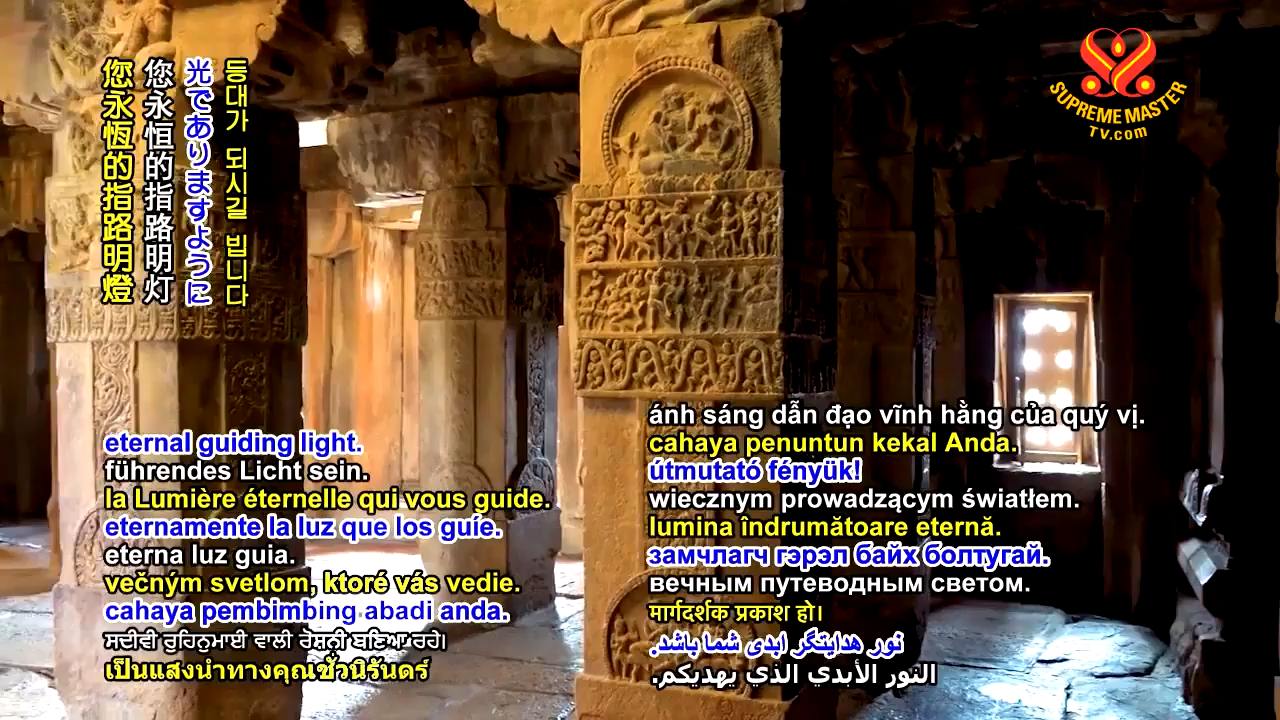 您永恆的指路明燈
您永恒的指路明灯
光でありますように
등대가 되시길 빕니다
SUPREME MASTER
TV.com
eternal guiding light.
führendes Licht sein.
la Lumière éternelle qui vous guide.
eternamente la luz que los guíe.
eterna luz guia.
večným svetlom, ktoré vás vedie.
cahaya pembimbing abadi anda.
ਸਦੀਵੀ ਰੁਹਿਨੁਮਾਈ ਵਾਲੀ ਰੋਸ਼ਨੀ ਬਣਿਆ ਰਹੇ।
เป็นแสงนำทางคุณชั่วนิรันดร์
ánh sáng dẫn đạo vĩnh hằng của quý vị.
cahaya penuntun kekal Anda.
útmutató fényük!
wiecznym prowadzącym światłem.
lumina îndrumătoare eternă.
замчлагч гэрэл байх болтугай.
вечным путеводным светом.
मार्गदर्शक प्रकाश हो।
نور هدایتگر ابدی شما باشد.
النور الأبدي الذي يهديكم.